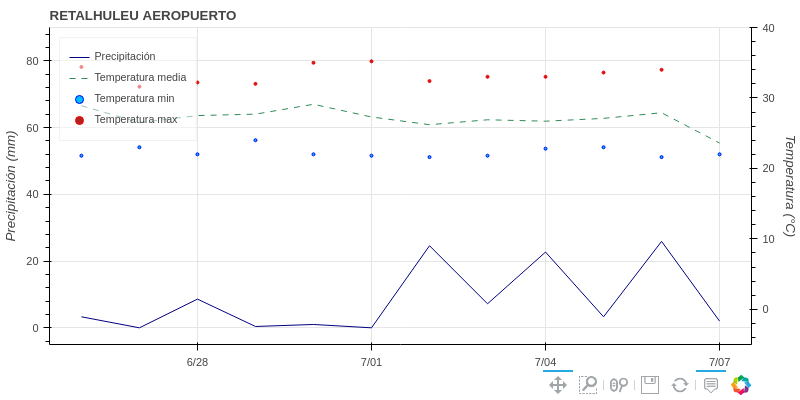 RETALHULEU AEROPUERTO
Precipitación
Temperatura media
Temperatura min
Temperatura max
Precipitación (mm)
80
60
40
20
0
Temperatura (°C)
40
30
20
10
0
6/28
7/01
7/04
7/07